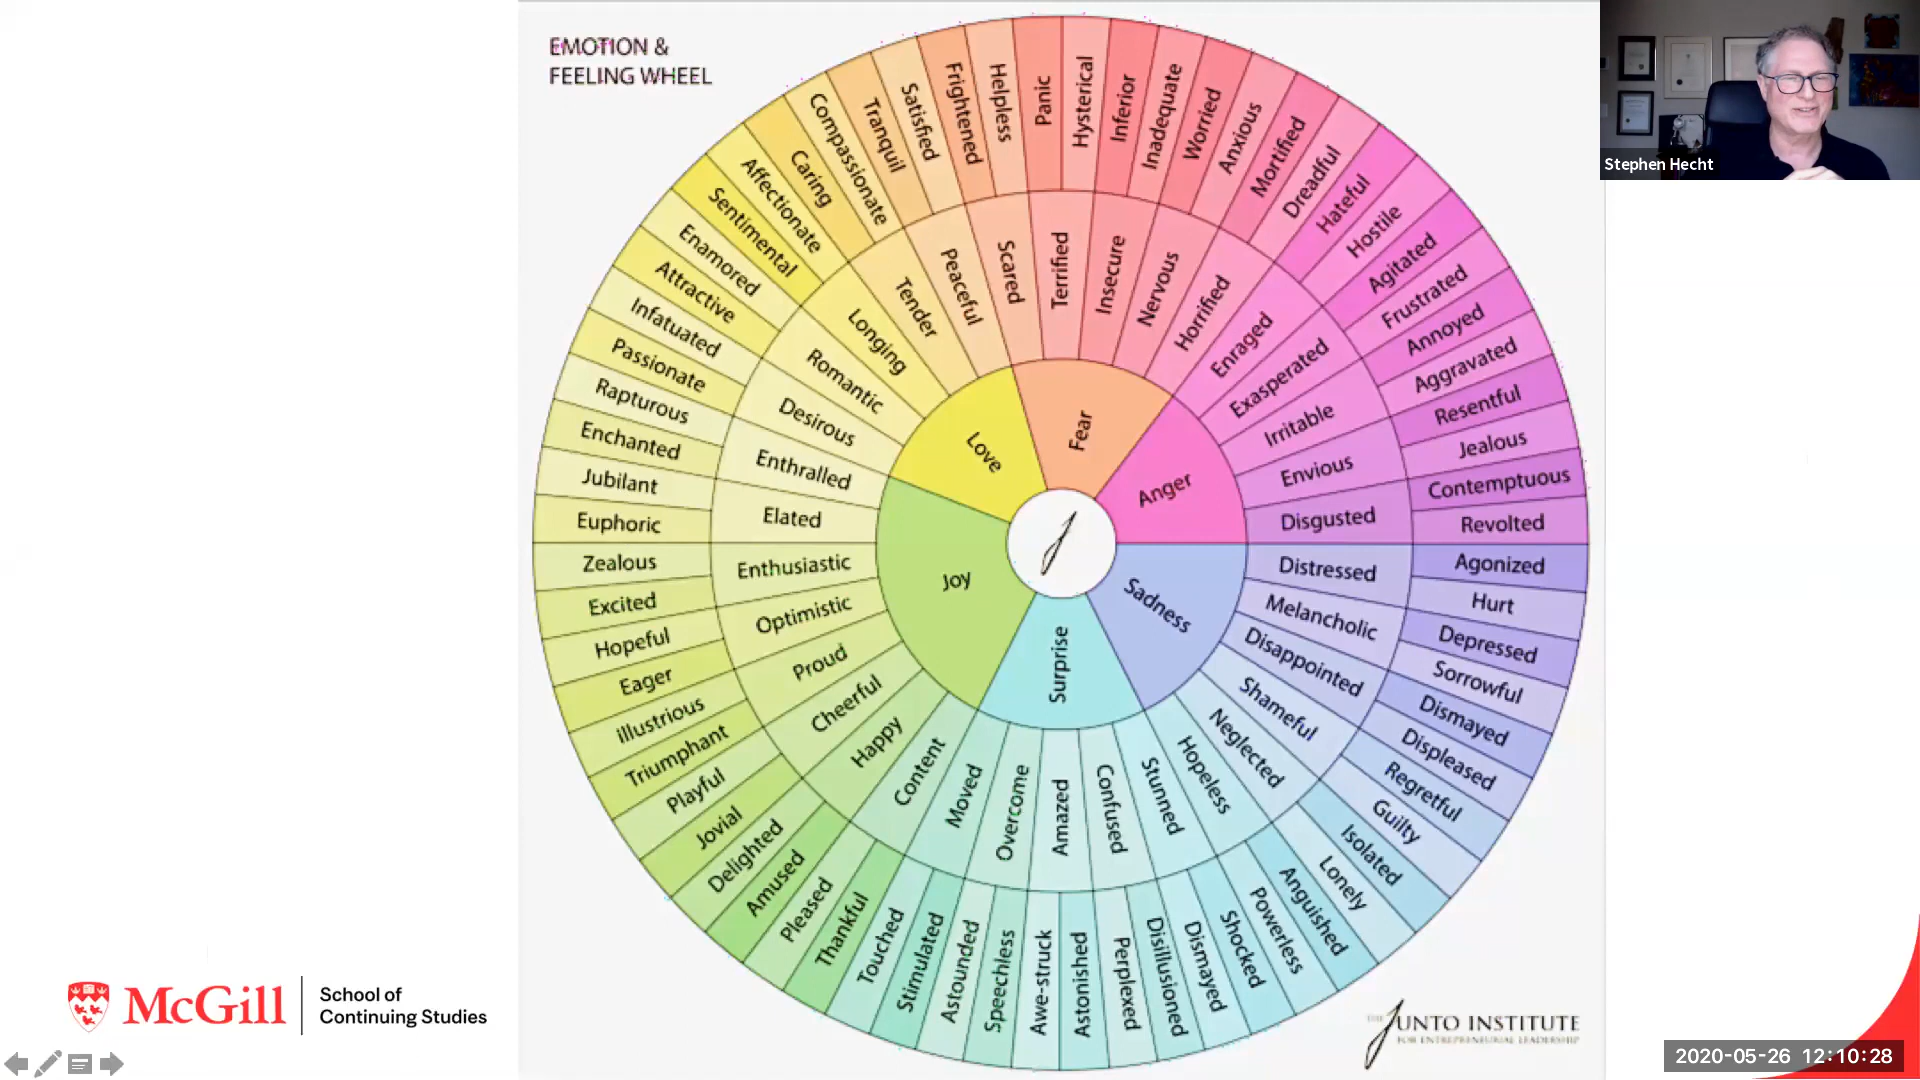 EMOTION &
FEELING WHEEL
Stephen Hecht
Love
Fear
Anger
Sadness
Surprise
Joy
Longing
Tender
Peaceful
Scared
Terrified
Insecure
Nervous
Horrified
Enraged
Exasperated
Irritable
Envious
Disgusted
Distressed
Melancholic
Disappointed
Shameful
Neglected
Hopeless
Stunned
Confused
Amazed
Overcome
Moved
Content
Happy
Cheerful
Proud
Optimistic
Enthusiastic
Elated
Enthralled
Desirous
Romantic
Sentimental
Affectionate
Caring
Compassionate
Tranquil
Satisfied
Frightened
Helpless
Panic
Hysterical
Inferior
Inadequate
Worried
Anxious
Mortified
Dreadful
Hateful
Hostile
Agitated
Frustrated
Annoyed
Aggravated
Resentful
Jealous
Contemptuous
Revolted
Agonized
Hurt
Depressed
Sorrowful
Dismayed
Displeased
Regretful
Guilty
Isolated
Lonely
Anguished
Powerless
Shocked
Dismayed
Disillusioned
Perplexed
Astonished
Awe-struck
Speechless
Astounded
Stimulated
Touched
Thankful
Pleased
Amused
Delighted
Jovial
Playful
Triumphant
illustrious
Eager
Hopeful
Excited
Zealous
Euphoric
Jubilant
Enchanted
Rapturous
Passionate
Infatuated
Attractive
Enamored
J
McGill
School of
Continuing Studies
THE JUNTO INSTITUTE
FOR ENTREPRENEURIAL LEADERSHIP
2020-05-26 12:10:28